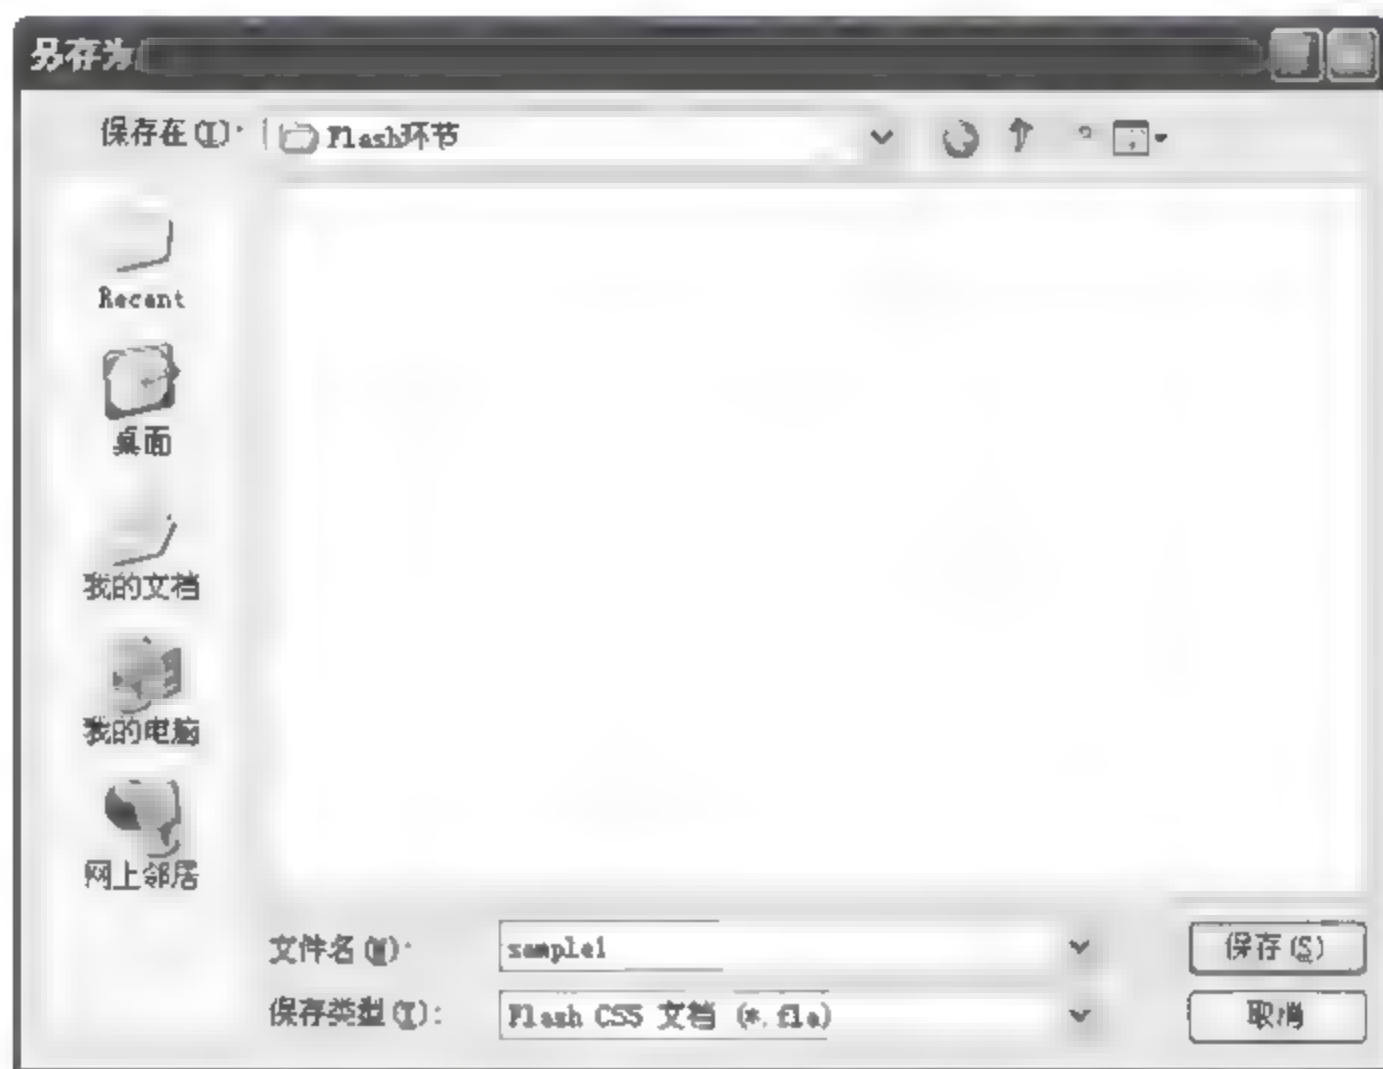 另存为
保存在(I): Flash环节
Recent
桌面
我的文档
我的电脑
网上邻居
文件名(N): sample1
保存(S)
保存类型(T): Flash CS5 文档 (*.fla)
取消